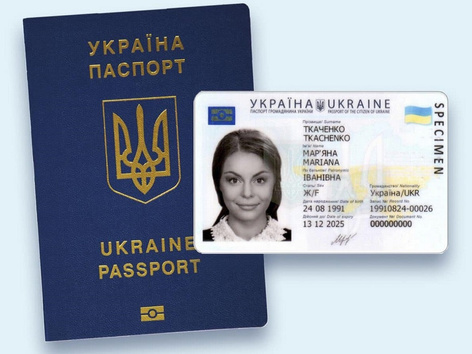 УКРАЇНА
ПАСПОРТ
UKRAINE
PASSPORT
УКРАЇНА UKRAINE
ПАСПОРТ ГРОМАДЯНИНА УКРАЇНИ PASSPORT OF THE CITIZEN OF UKRAINE
Прізвище/ Surname
ТКАЧЕНКО
TKACHENKO
Ім'я/ Name
МАР'ЯНА
MARIANA
По батькові/ Patronymic
ІВАНІВНА
Стать/ Sex Громадянство/ Nationality
Ж/F Україна/UKR
Дата народження/ Date of birth Запис №/ Record No.
24 08 1991 19910824-00026
Дійсний до/ Date of expiry Документ №/ Document No.
13 12 2025 000000000
SPECIMEN